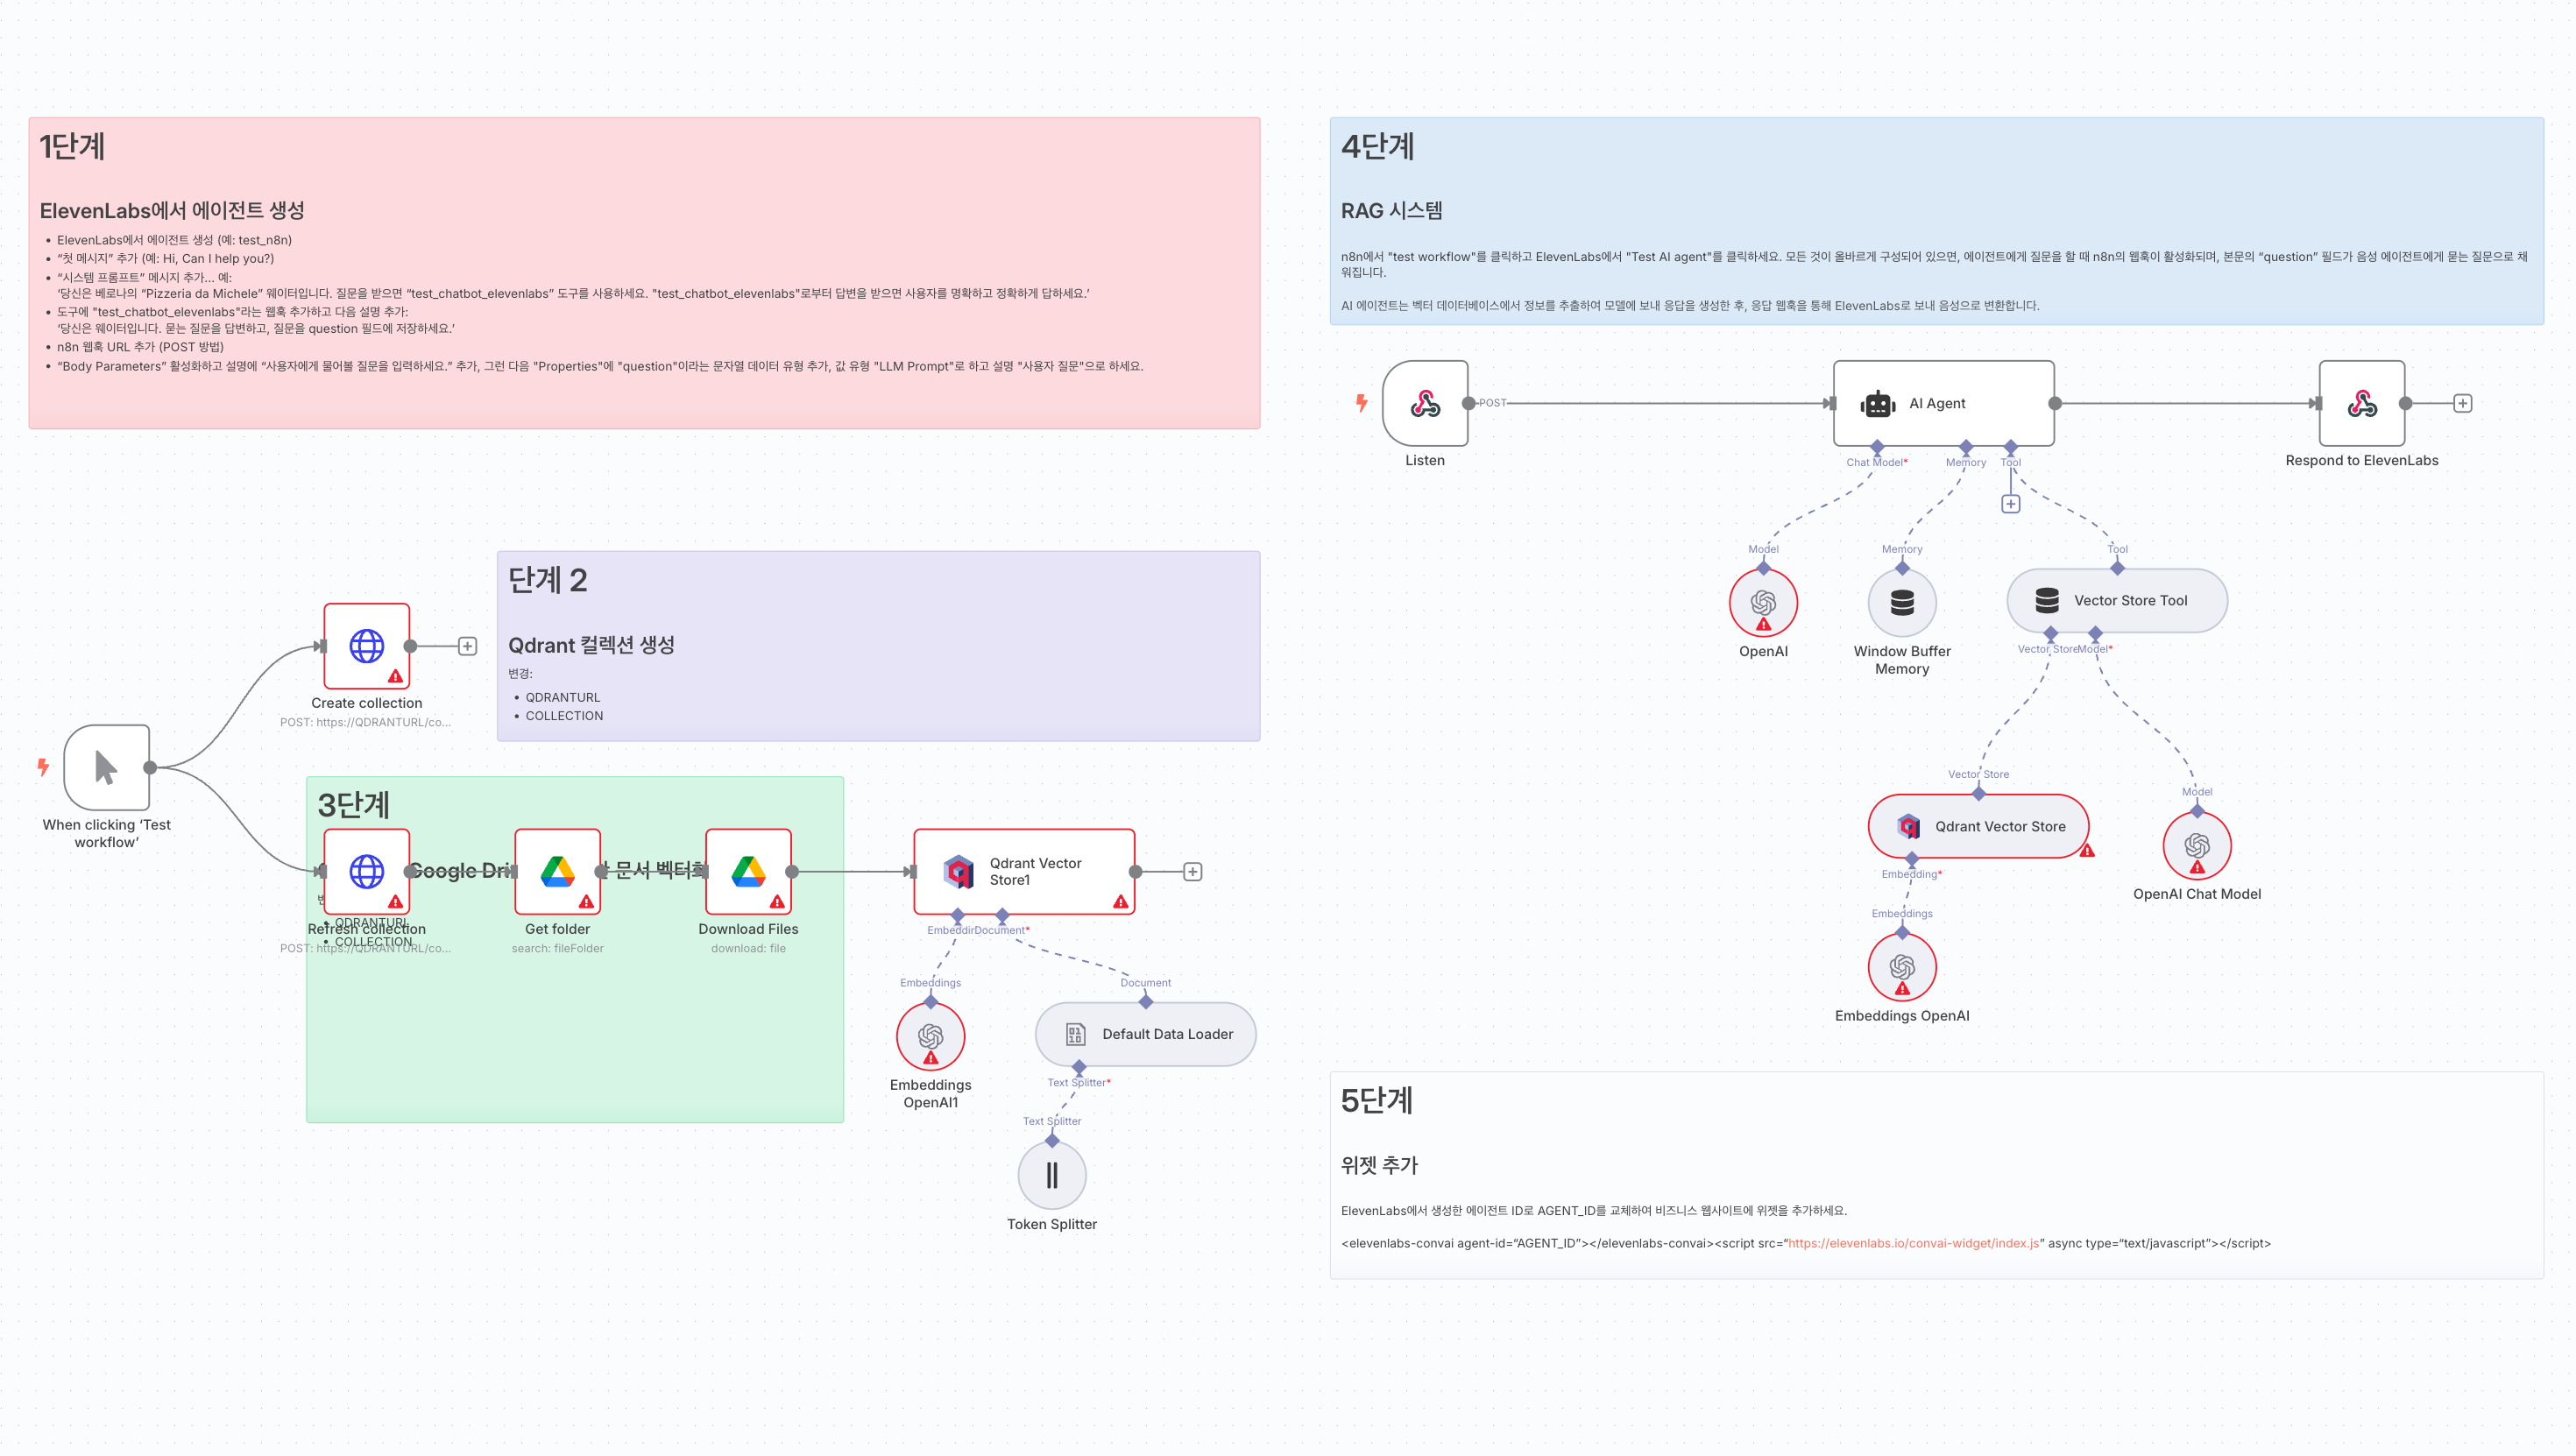 1단계
ElevenLabs에서 에이전트 생성
• ElevenLabs에서 에이전트 생성 (예: test_n8n)
• “첫 메시지” 추가 (예: Hi, Can I help you?)
• “시스템 프롬프트” 메시지 추가... 예:
‘당신은 베로나의 “Pizzeria da Michele” 웨이터입니다. 질문을 받으면 “test_chatbot_elevenlabs” 도구를 사용하세요. "test_chatbot_elevenlabs"로부터 답변을 받으면 사용자를 명확하고 정확하게 답하세요.’
• 도구에 "test_chatbot_elevenlabs"라는 웹훅 추가하고 다음 설명 추가:
‘당신은 웨이터입니다. 묻는 질문을 답변하고, 질문을 question 필드에 저장하세요.’
• n8n 웹훅 URL 추가 (POST 방법)
• “Body Parameters” 활성화하고 설명에 “사용자에게 물어볼 질문을 입력하세요.” 추가, 그런 다음 "Properties"에 "question"이라는 문자열 데이터 유형 추가, 값 유형 "LLM Prompt"로 하고 설명 "사용자 질문"으로 하세요.
단계 2
Qdrant 컬렉션 생성
변경:
• QDRANTURL
• COLLECTION
Create collection
POST: https://QDRANTURL/co...
When clicking ‘Test
workflow’
3단계
Google Dri
문서 벡터화
• QDRANTURL
• COLLECTION
Refresh collection
POST: https://QDRANTURL/co...
Get folder
search: fileFolder
Download Files
download: file
Qdrant Vector
Store1
Embeddin
Document*
Embeddings
Document
Embeddings
OpenAI1
Default Data Loader
Text Splitter*
Text Splitter
Token Splitter
4단계
RAG 시스템
n8n에서 "test workflow"를 클릭하고 ElevenLabs에서 "Test AI agent"를 클릭하세요. 모든 것이 올바르게 구성되어 있으면, 에이전트에게 질문을 할 때 n8n의 웹훅이 활성화되며, 본문의 “question” 필드가 음성 에이전트에게 묻는 질문으로 채
워집니다.
AI 에이전트는 벡터 데이터베이스에서 정보를 추출하여 모델에 보내 응답을 생성한 후, 응답 웹훅을 통해 ElevenLabs로 보내 음성으로 변환합니다.
Listen
POST
AI Agent
Respond to ElevenLabs
Chat Model*
Memory
Tool
Model
Memory
Tool
OpenAI
Window Buffer
Memory
Vector Store Tool
Vector Store
Model*
Vector Store
Model
Qdrant Vector Store
OpenAI Chat Model
Embedding*
Embeddings
Embeddings OpenAI
5단계
위젯 추가
ElevenLabs에서 생성한 에이전트 ID로 AGENT_ID를 교체하여 비즈니스 웹사이트에 위젯을 추가하세요.
<elevenlabs-convai agent-id=“AGENT_ID”></elevenlabs-convai><script src=“https://elevenlabs.io/convai-widget/index.js” async type=“text/javascript”></script>